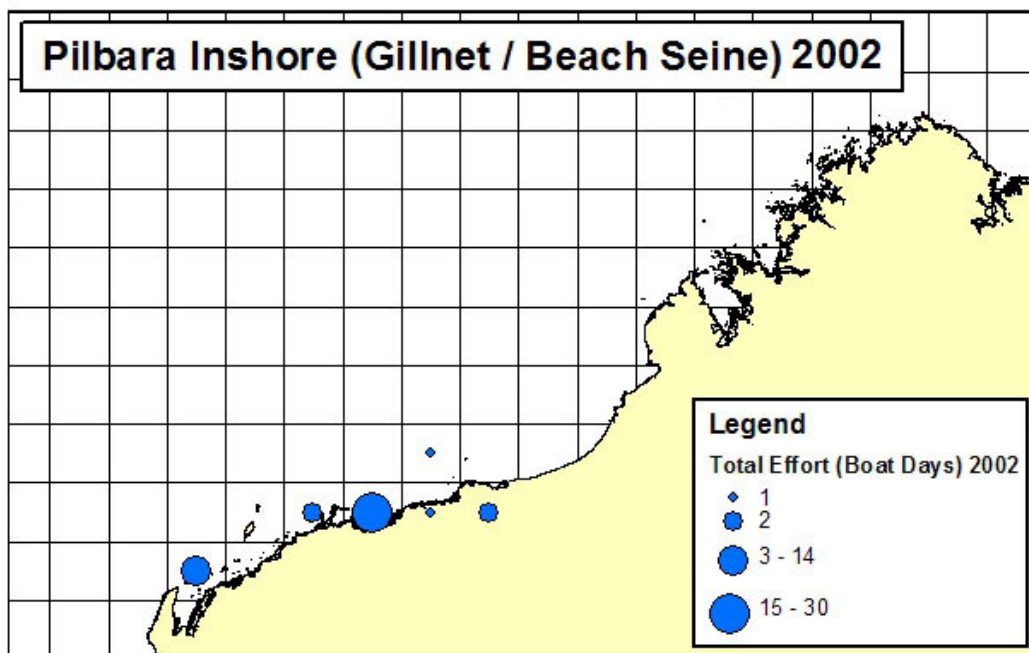 Pilbara Inshore (Gillnet / Beach Seine) 2002
Legend
Total Effort (Boat Days) 2002
1
2
3 - 14
15 - 30